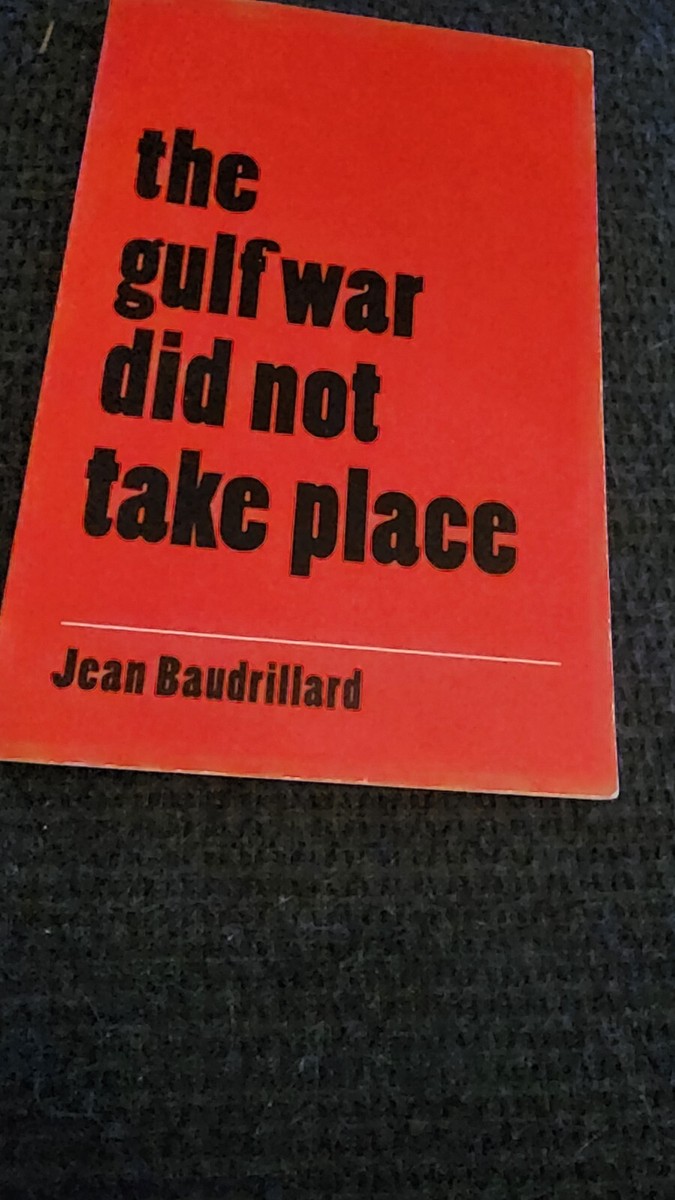 the
gulf war
did not
take place
Jean Baudrillard